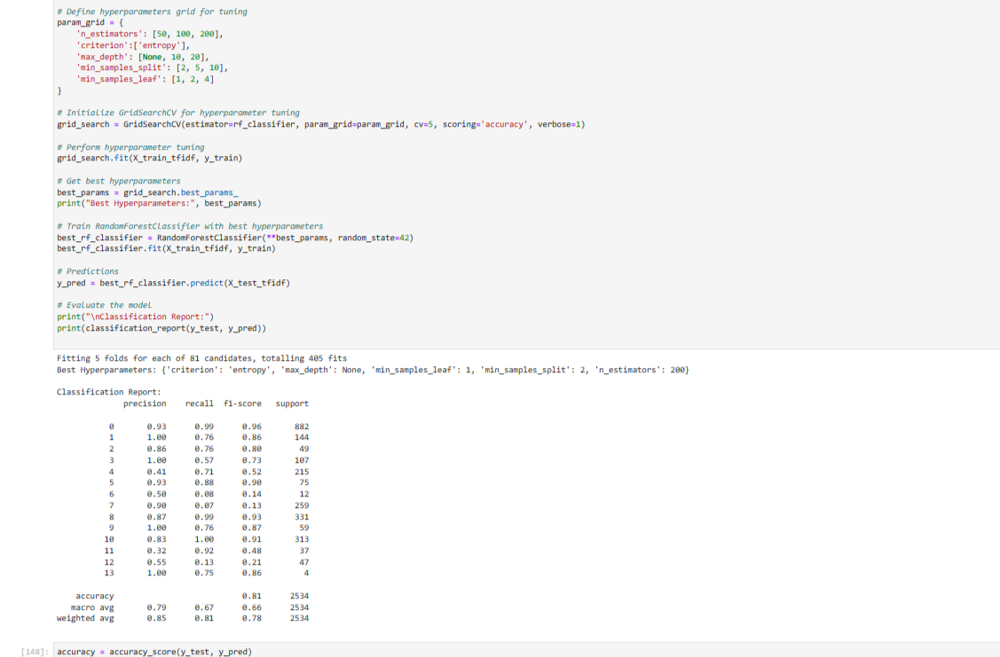 # Define hyperparameters grid for tuning
param_grid = {
    'n_estimators': [50, 100, 200],
    'criterion':['entropy'],
    'max_depth': [None, 10, 20],
    'min_samples_split': [2, 5, 10],
    'min_samples_leaf': [1, 2, 4]
}
# Initialize GridSearchCV for hyperparameter tuning
grid_search = GridSearchCV(estimator=rf_classifier, param_grid=param_grid, cv=5, scoring='accuracy', verbose=1)
# Perform hyperparameter tuning
grid_search.fit(X_train_tfidf, y_train)
# Get best hyperparameters
best_params = grid_search.best_params_
print("Best Hyperparameters:", best_params)
# Train RandomForestClassifier with best hyperparameters
best_rf_classifier = RandomForestClassifier(**best_params, random_state=42)
best_rf_classifier.fit(X_train_tfidf, y_train)
# Predictions
y_pred = best_rf_classifier.predict(X_test_tfidf)
# Evaluate the model
print("\nClassification Report:")
print(classification_report(y_test, y_pred))
Fitting 5 folds for each of 81 candidates, totalling 405 fits
Best Hyperparameters: {'criterion': 'entropy', 'max_depth': None, 'min_samples_leaf': 1, 'min_samples_split': 2, 'n_estimators': 200}
Classification Report:
precision recall f1-score support
0 0.93 0.99 0.96 882
1 1.00 0.76 0.86 144
2 0.86 0.76 0.80 49
3 1.00 0.57 0.73 107
4 0.41 0.71 0.52 215
5 0.93 0.88 0.90 75
6 0.50 0.08 0.14 12
7 0.90 0.07 0.13 259
8 0.87 0.99 0.93 331
9 1.00 0.76 0.87 59
10 0.83 1.00 0.91 313
11 0.32 0.92 0.48 37
12 0.55 0.13 0.21 47
13 1.00 0.75 0.86 4
accuracy 0.81 2534
macro avg 0.79 0.67 0.66 2534
weighted avg 0.85 0.81 0.78 2534
[148]: accuracy = accuracy_score(y_test, y_pred)